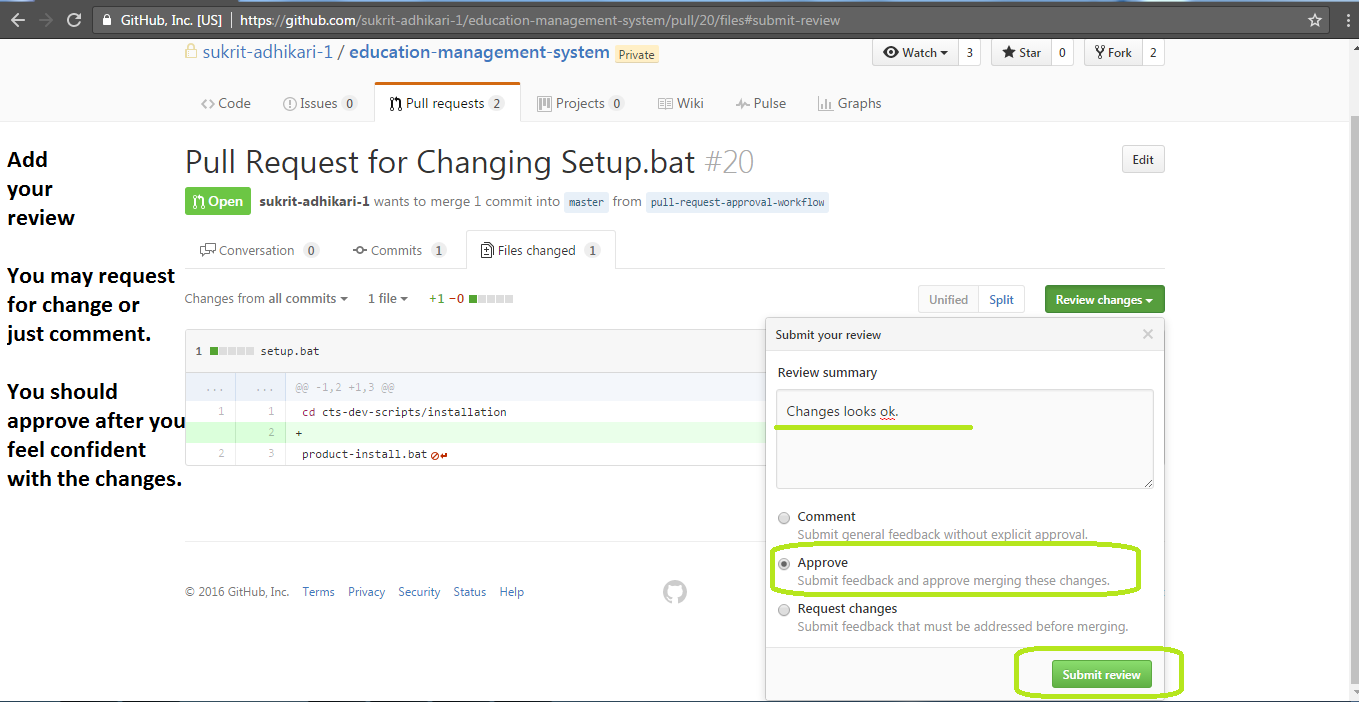 GitHub, Inc. [US] | https://github.com/sukrit-adhikari-1/education-management-system/pull/20/files#submit-review
sukrit-adhikari-1 / education-management-system Private
Watch 3 Star 0 Fork 2
Code Issues 0 Pull requests 2 Projects 0 Wiki Pulse Graphs
Add
your
review
You may request
for change or
just comment.
You should
approve after you
feel confident
with the changes.
Pull Request for Changing Setup.bat #20
Edit
Open sukrit-adhikari-1 wants to merge 1 commit into master from pull-request-approval-workflow
Conversation 0 Commits 1 Files changed 1
Changes from all commits 1 file +1 −0
Unified Split Review changes
1 setup.bat
... ... @@ -1,2 +1,3 @@
1 1 cd cts-dev-scripts/installation
2 +
2 3 product-install.bat
Submit your review
Review summary
Changes looks ok.
Comment
Submit general feedback without explicit approval.
Approve
Submit feedback and approve merging these changes.
Request changes
Submit feedback that must be addressed before merging.
Submit review
© 2016 GitHub, Inc. Terms Privacy Security Status Help